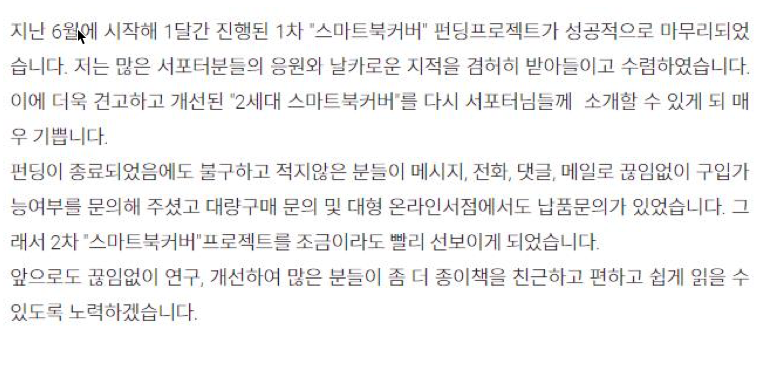 지난 6월에 시작해 1달간 진행된 1차 "스마트북커버" 펀딩프로젝트가 성공적으로 마무리되었
습니다. 저는 많은 서포터분들의 응원와 날카로운 지적을 겸허히 받아들이고 수렴하였습니다.
이에 더욱 견고하고 개선된 "2세대 스마트북커버"를 다시 서포터님들께  소개할 수 있게 되 매
우 기쁩니다.
펀딩이 종료되었음에도 불구하고 적지않은 분들이 메시지, 전화, 댓글, 메일로 끊임없이 구입가
능여부를 문의해 주셨고 대량구매 문의 및 대형 온라인서점에서도 납품문의가 있었습니다. 그
래서 2차 "스마트북커버"프로젝트를 조금이라도 빨리 선보이게 되었습니다.
앞으로도 끊임없이 연구, 개선하여 많은 분들이 좀 더 종이책을 친근하고 편하고 쉽게 읽을 수
있도록 노력하겠습니다.